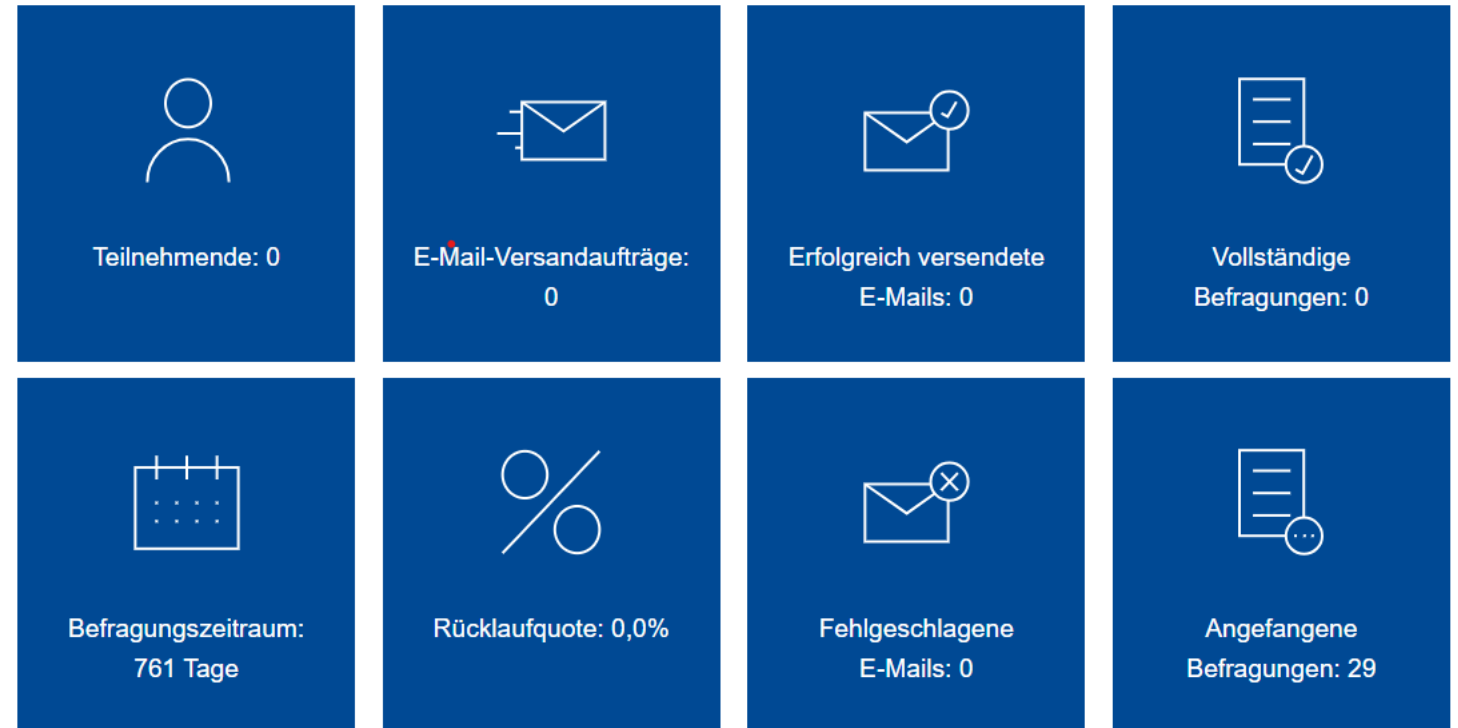 Teilnehmende: 0
E-Mail-Versandaufträge:
0
Erfolgreich versendete
E-Mails: 0
Vollständige
Befragungen: 0
Befragungszeitraum:
761 Tage
Rücklaufquote: 0,0%
Fehlgeschlagene
E-Mails: 0
Angefangene
Befragungen: 29